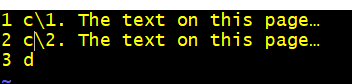 1 c\1. The text on this page…
2 c\2. The text on this page…
3 d
~